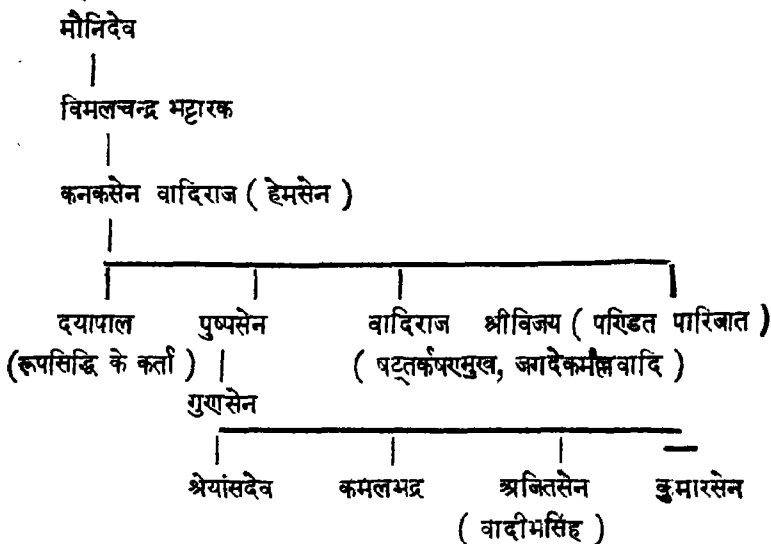 मौनिदेव
विमलचन्द्र भट्टारक
कनकसेन वादिराज ( हेमसेन )
दयापाल पुष्पसेन वादिराज श्रीविजय ( पण्डित पारिजात )
(रूपसिद्धि के कर्ता ) ( षट्तर्कषण्मुख, जगदेकमल्लवादि )
गुणसेन
श्रेयांसदेव कमलभद्र अजितसेन कुमारसेन
( वादीभसिंह )